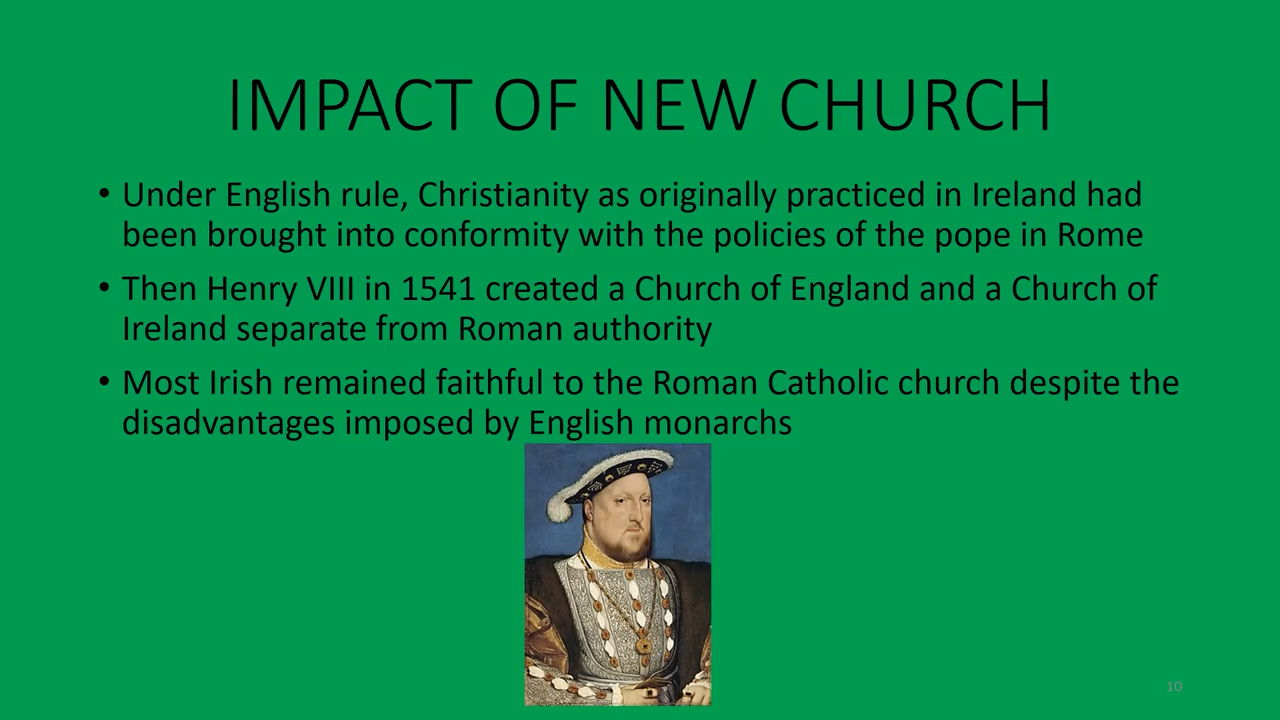 IMPACT OF NEW CHURCH
• Under English rule, Christianity as originally practiced in Ireland had
been brought into conformity with the policies of the pope in Rome
• Then Henry VIII in 1541 created a Church of England and a Church of
Ireland separate from Roman authority
• Most Irish remained faithful to the Roman Catholic church despite the
disadvantages imposed by English monarchs
10